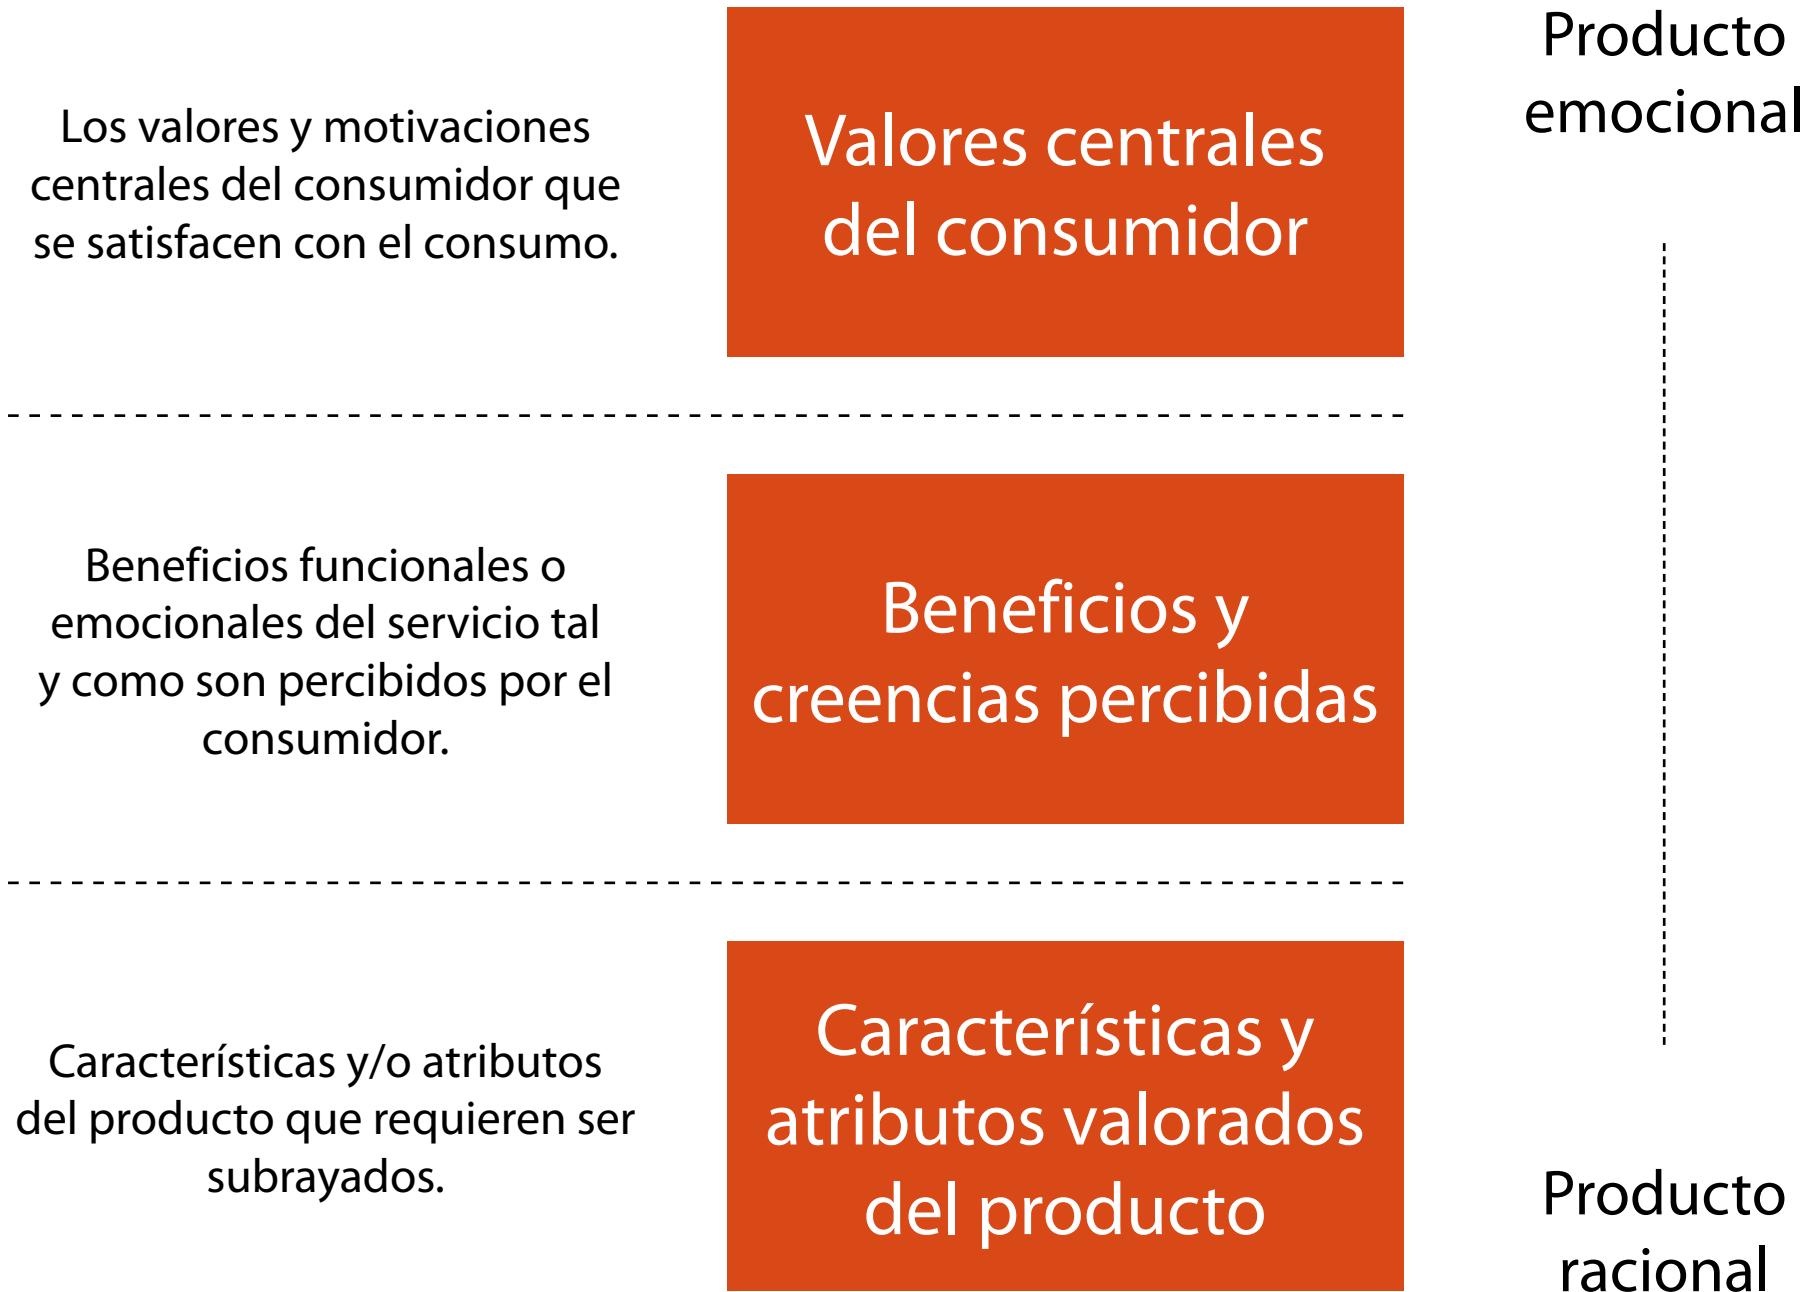 Los valores y motivaciones
centrales del consumidor que
se satisfacen con el consumo.
Valores centrales
del consumidor
Producto
emocional
Beneficios funcionales o
emocionales del servicio tal
y como son percibidos por el
consumidor.
Beneficios y
creencias percibidas
Características y/o atributos
del producto que requieren ser
subrayados.
Características y
atributos valorados
del producto
Producto
racional